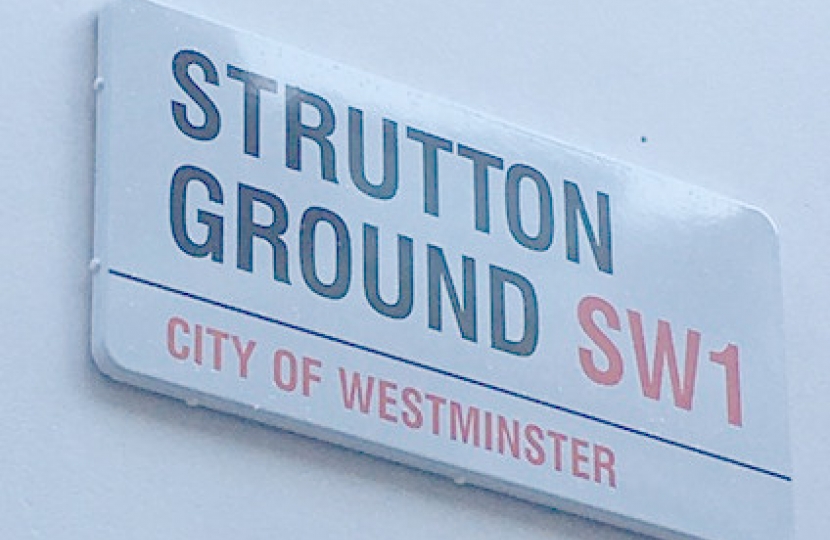 STRUTTON
GROUND SW1
CITY OF WESTMINSTER